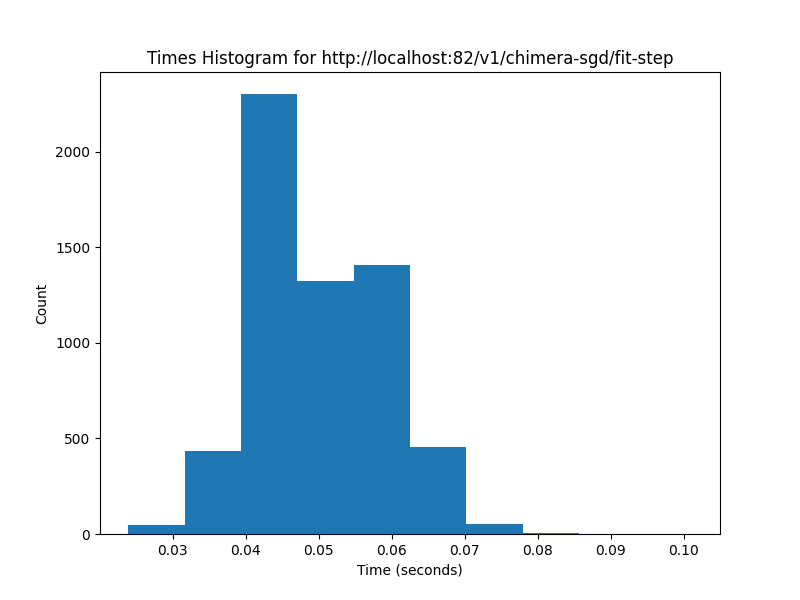 Times Histogram for http://localhost:82/v1/chimera-sgd/fit-step
2000
1500
1000
500
0
Count
0.03 0.04 0.05 0.06 0.07 0.08 0.09 0.10
Time (seconds)